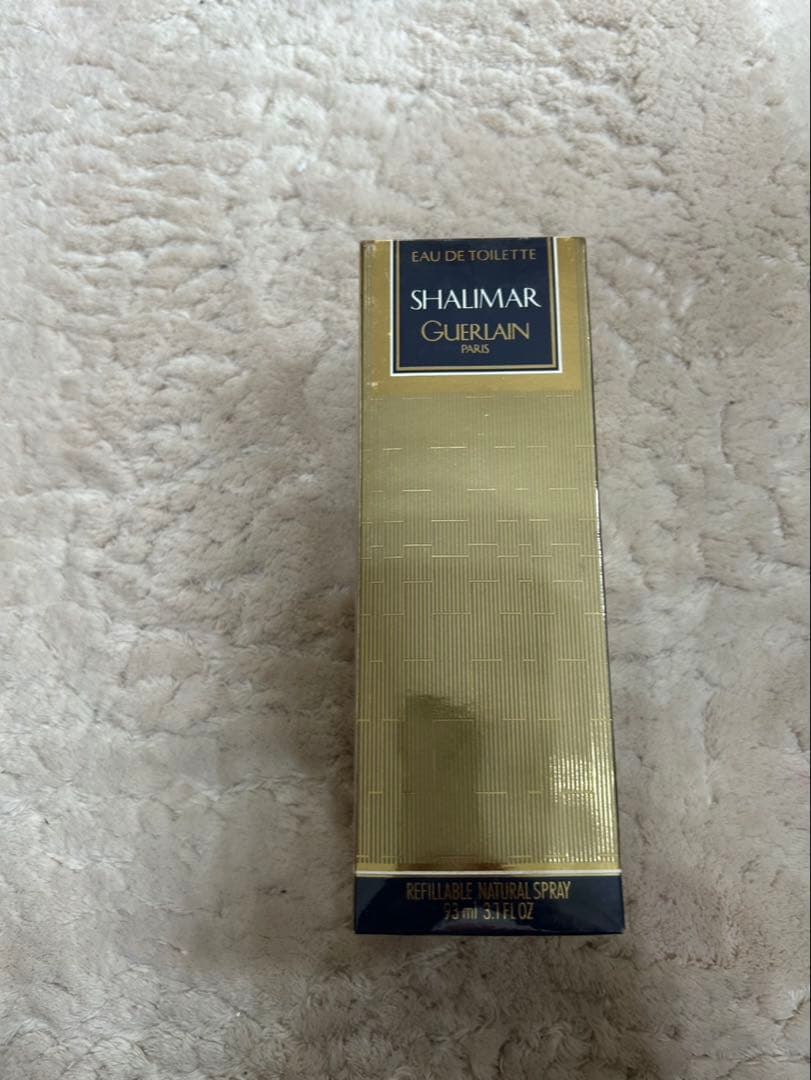 EAU DE TOILETTE
SHALIMAR
GUERLAIN
PARIS
REFILLABLE NATURAL SPRAY
93 ml 3.1 FL OZ